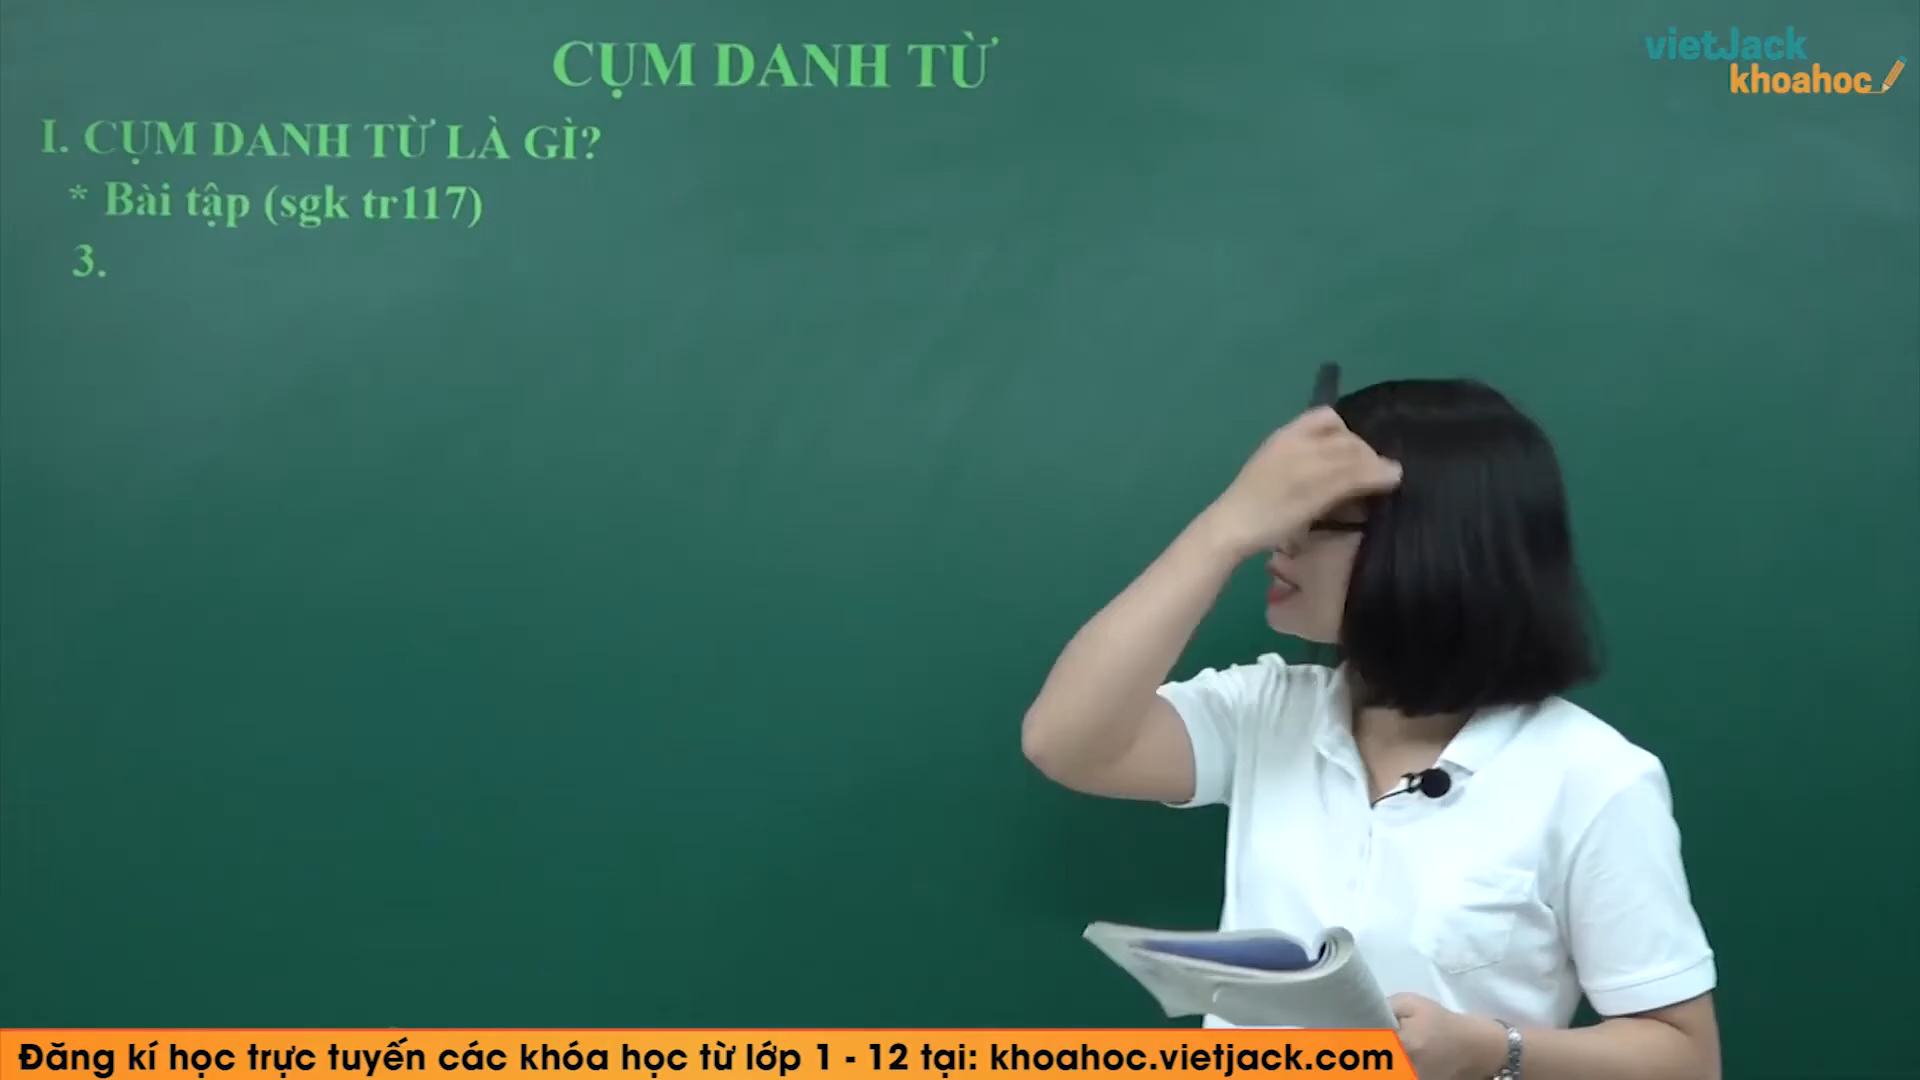 CỤM DANH TỪ
vietJack
khoahoc
I. CỤM DANH TỪ LÀ GÌ?
* Bài tập (sgk tr117)
3.
Đăng kí học trực tuyến các khóa học từ lớp 1 - 12 tại: khoahoc.vietjack.com